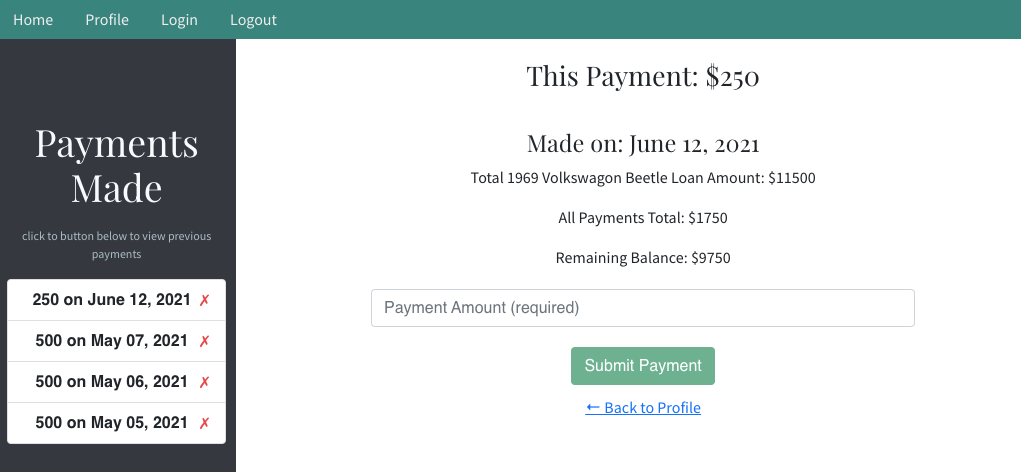 Home Profile Login Logout
Payments
Made
click to button below to view previous
payments
250 on June 12, 2021 ✗
500 on May 07, 2021 ✗
500 on May 06, 2021 ✗
500 on May 05, 2021 ✗
This Payment: $250
Made on: June 12, 2021
Total 1969 Volkswagon Beetle Loan Amount: $11500
All Payments Total: $1750
Remaining Balance: $9750
Payment Amount (required)
Submit Payment
← Back to Profile